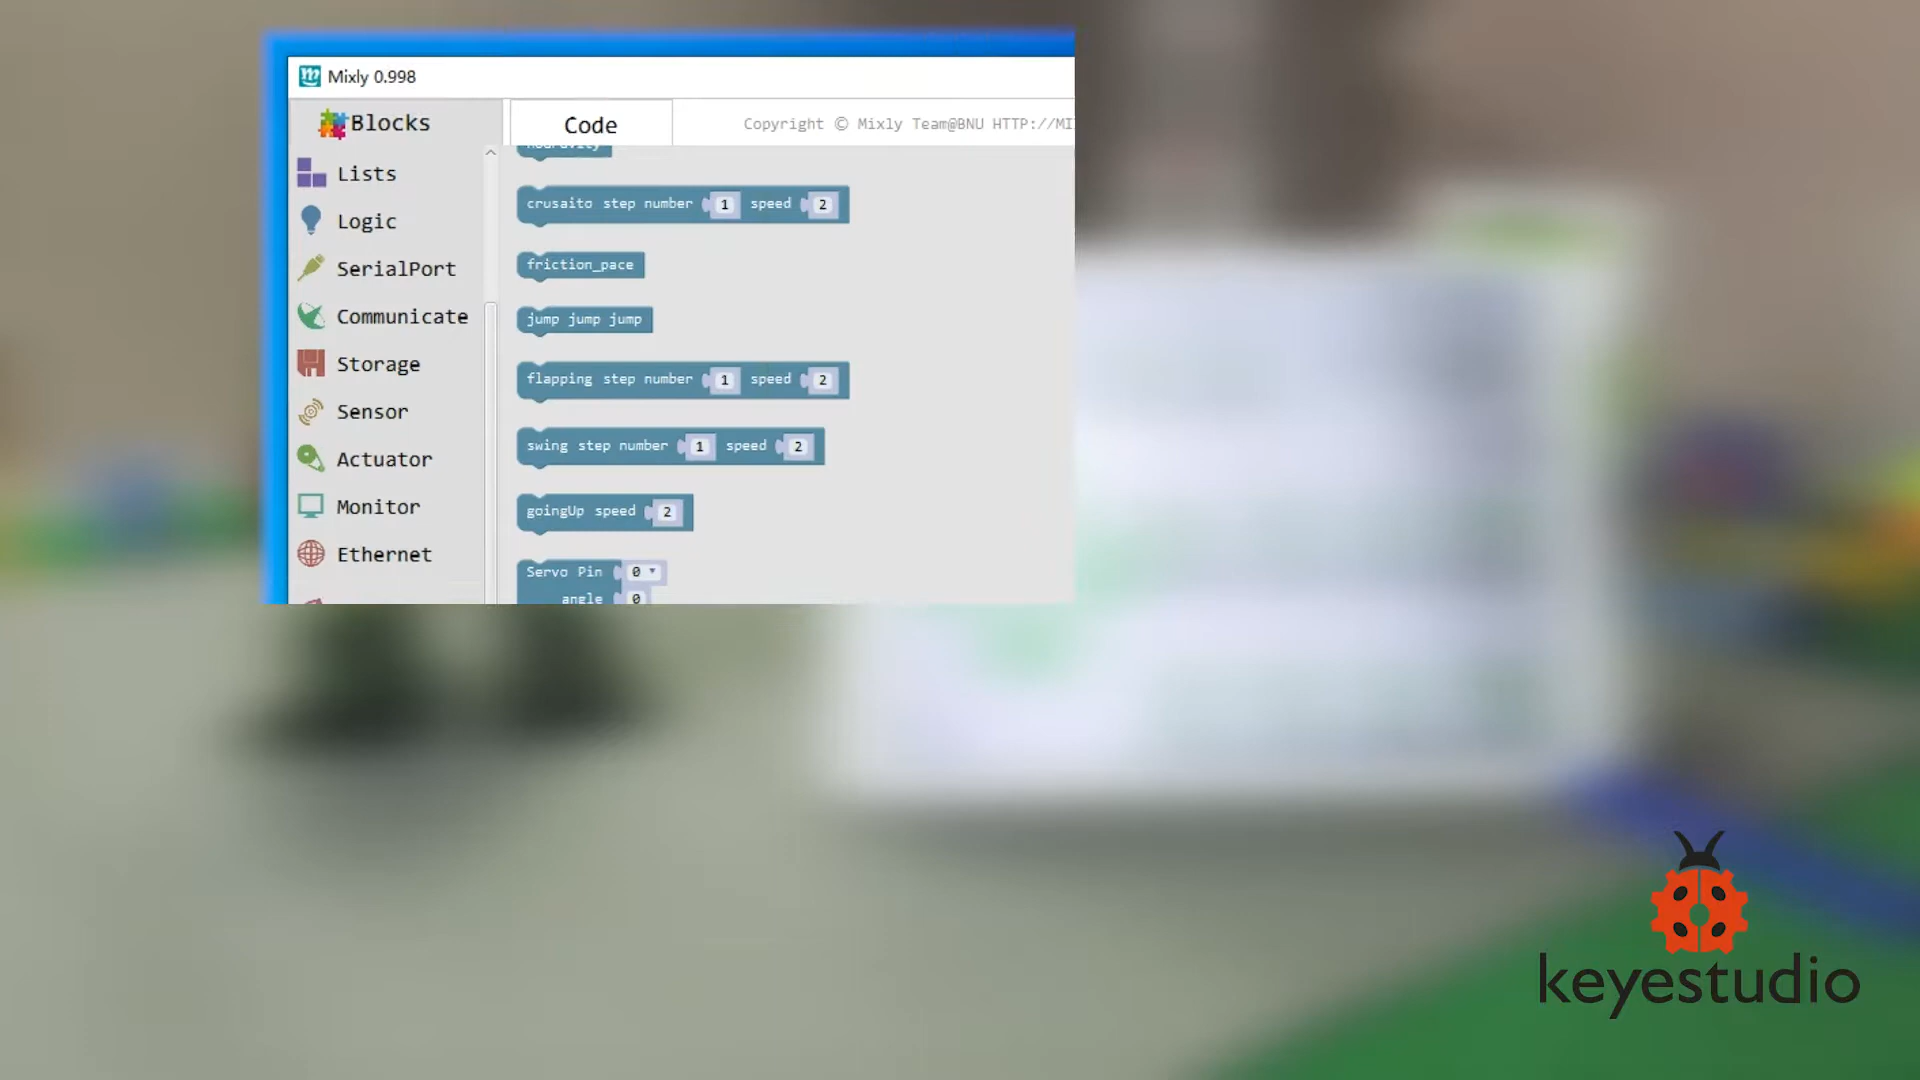 Mixly 0.998
Blocks
Code
Copyright © Mixly Team@BNU HTTP://MI
Lists
Logic
SerialPort
Communicate
Storage
Sensor
Actuator
Monitor
Ethernet
crusaito step number 1 speed 2
friction_pace
jump jump jump
flapping step number 1 speed 2
swing step number 1 speed 2
goingUp speed 2
Servo Pin 0
angle 0
keyestudio